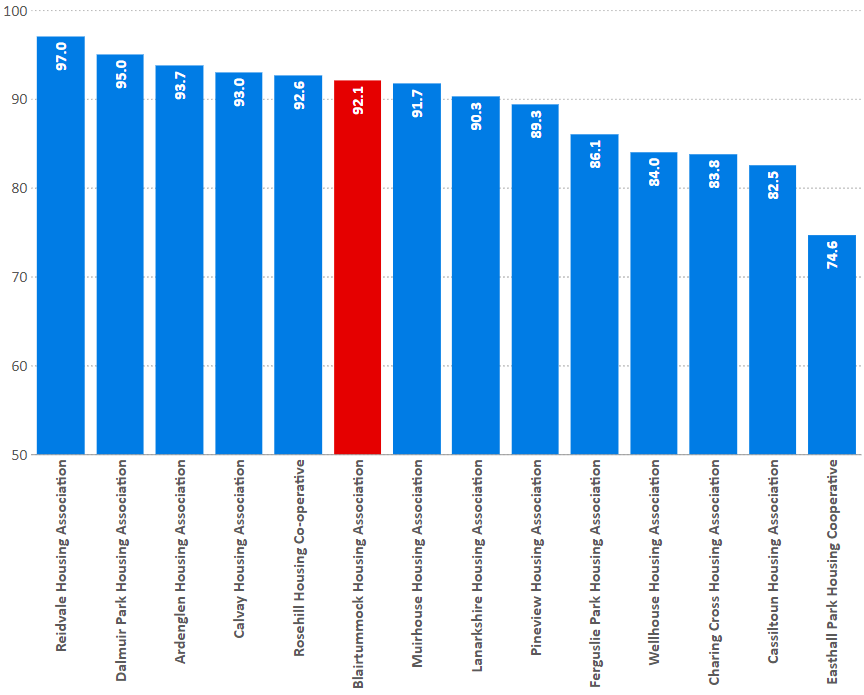 100
90
80
70
60
50
97.0
95.0
93.7
93.0
92.6
92.1
91.7
90.3
89.3
86.1
84.0
83.8
82.5
74.6
Reidvale Housing Association
Dalmuir Park Housing Association
Ardenglen Housing Association
Calvay Housing Association
Rosehill Housing Co-operative
Blairtummock Housing Association
Muirhouse Housing Association
Lanarkshire Housing Association
Pineview Housing Association
Ferguslie Park Housing Association
Wellhouse Housing Association
Charing Cross Housing Association
Cassiltoun Housing Association
Easthall Park Housing Cooperative